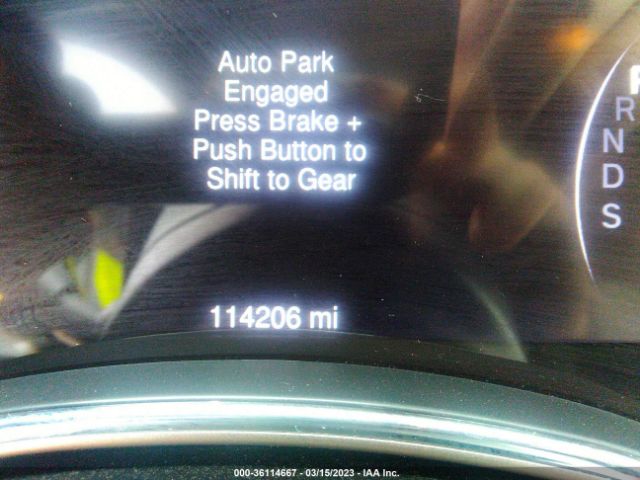 Auto Park
Engaged
Press Brake +
Push Button to
Shift to Gear
P
R
N
D
S
114206 mi
000-36114667 - 03/15/2023 - IAA Inc.